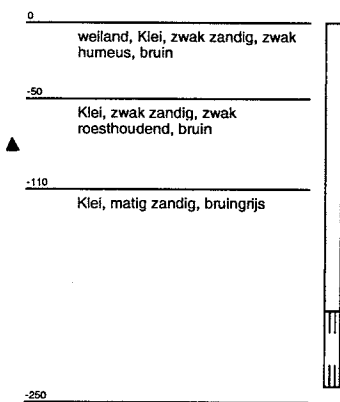 0
weiland, Klei, zwak zandig, zwak
humeus, bruin
-50
Klei, zwak zandig, zwak
roesthoudend, bruin
-110
Klei, matig zandig, bruingrijs
-250